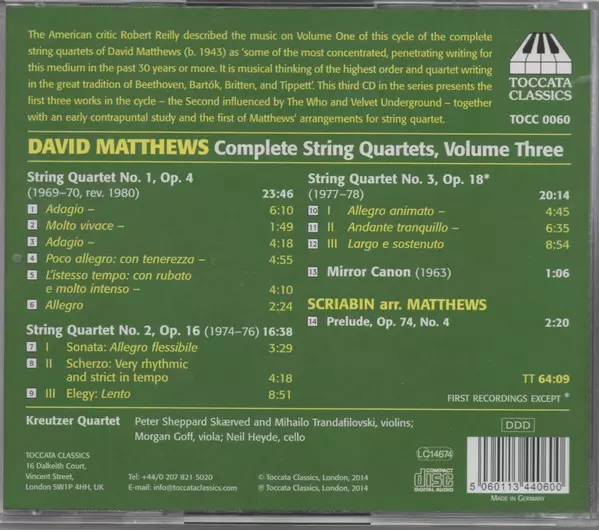 The American critic Robert Reilly described the music on Volume One of this cycle of the complete
string quartets of David Matthews (b. 1943) as ‘some of the most concentrated, penetrating writing for
this medium in the past 30 years or more. It is musical thinking of the highest order and quartet writing
in the great tradition of Beethoven, Bartók, Britten, and Tippett’. This third CD in the series presents the
first three works in the cycle – the Second influenced by The Who and Velvet Underground – together
with an early contrapuntal study and the first of Matthews’ arrangements for string quartet.
TOCCATA
CLASSICS
TOCC 0060
DAVID MATTHEWS Complete String Quartets, Volume Three
String Quartet No. 1, Op. 4
(1969–70, rev. 1980) 23:46
1 Adagio – 6:10
2 Molto vivace – 1:49
3 Adagio – 4:18
4 Poco allegro: con tenerezza – 4:55
5 L’istesso tempo: con rubato
e molto intenso – 4:10
6 Allegro 2:24
String Quartet No. 2, Op. 16 (1974–76) 16:38
7 I Sonata: Allegro flessibile 3:29
8 II Scherzo: Very rhythmic
and strict in tempo 4:18
9 III Elegy: Lento 8:51
String Quartet No. 3, Op. 18*
(1977–78) 20:14
10 I Allegro animato – 4:45
11 II Andante tranquillo – 6:35
12 III Largo e sostenuto 8:54
13 Mirror Canon (1963) 1:06
SCRIABIN arr. MATTHEWS
14 Prelude, Op. 74, No. 4 2:20
TT 64:09
FIRST RECORDINGS EXCEPT *
Kreutzer Quartet Peter Sheppard Skærved and Mihailo Trandafilovski, violins;
Morgan Goff, viola; Neil Heyde, cello
TOCCATA CLASSICS
16 Dalkeith Court,
Vincent Street,
London SW1P 4HH, UK
Tel: +44/0 207 821 5020
E-mail: info@toccataclassics.com
© Toccata Classics, London, 2014
℗ Toccata Classics, London, 2014
DDD
LC14674
COMPACT
disc
DIGITAL AUDIO
5 060113 440600
MADE IN GERMANY